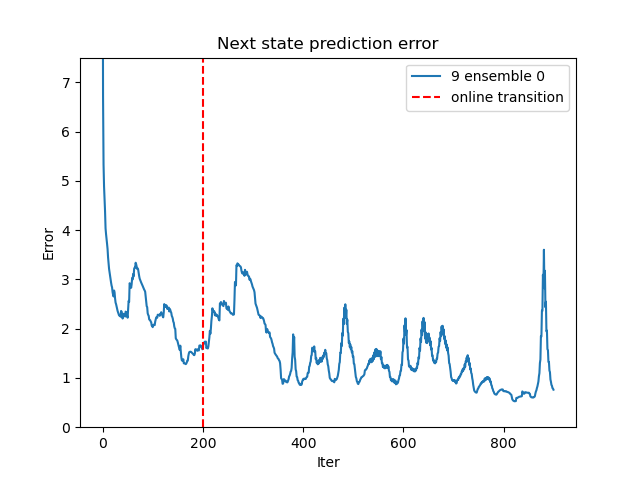 Next state prediction error
9 ensemble 0
online transition
7
6
5
4
3
2
1
0
Error
0
200
400
600
800
Iter